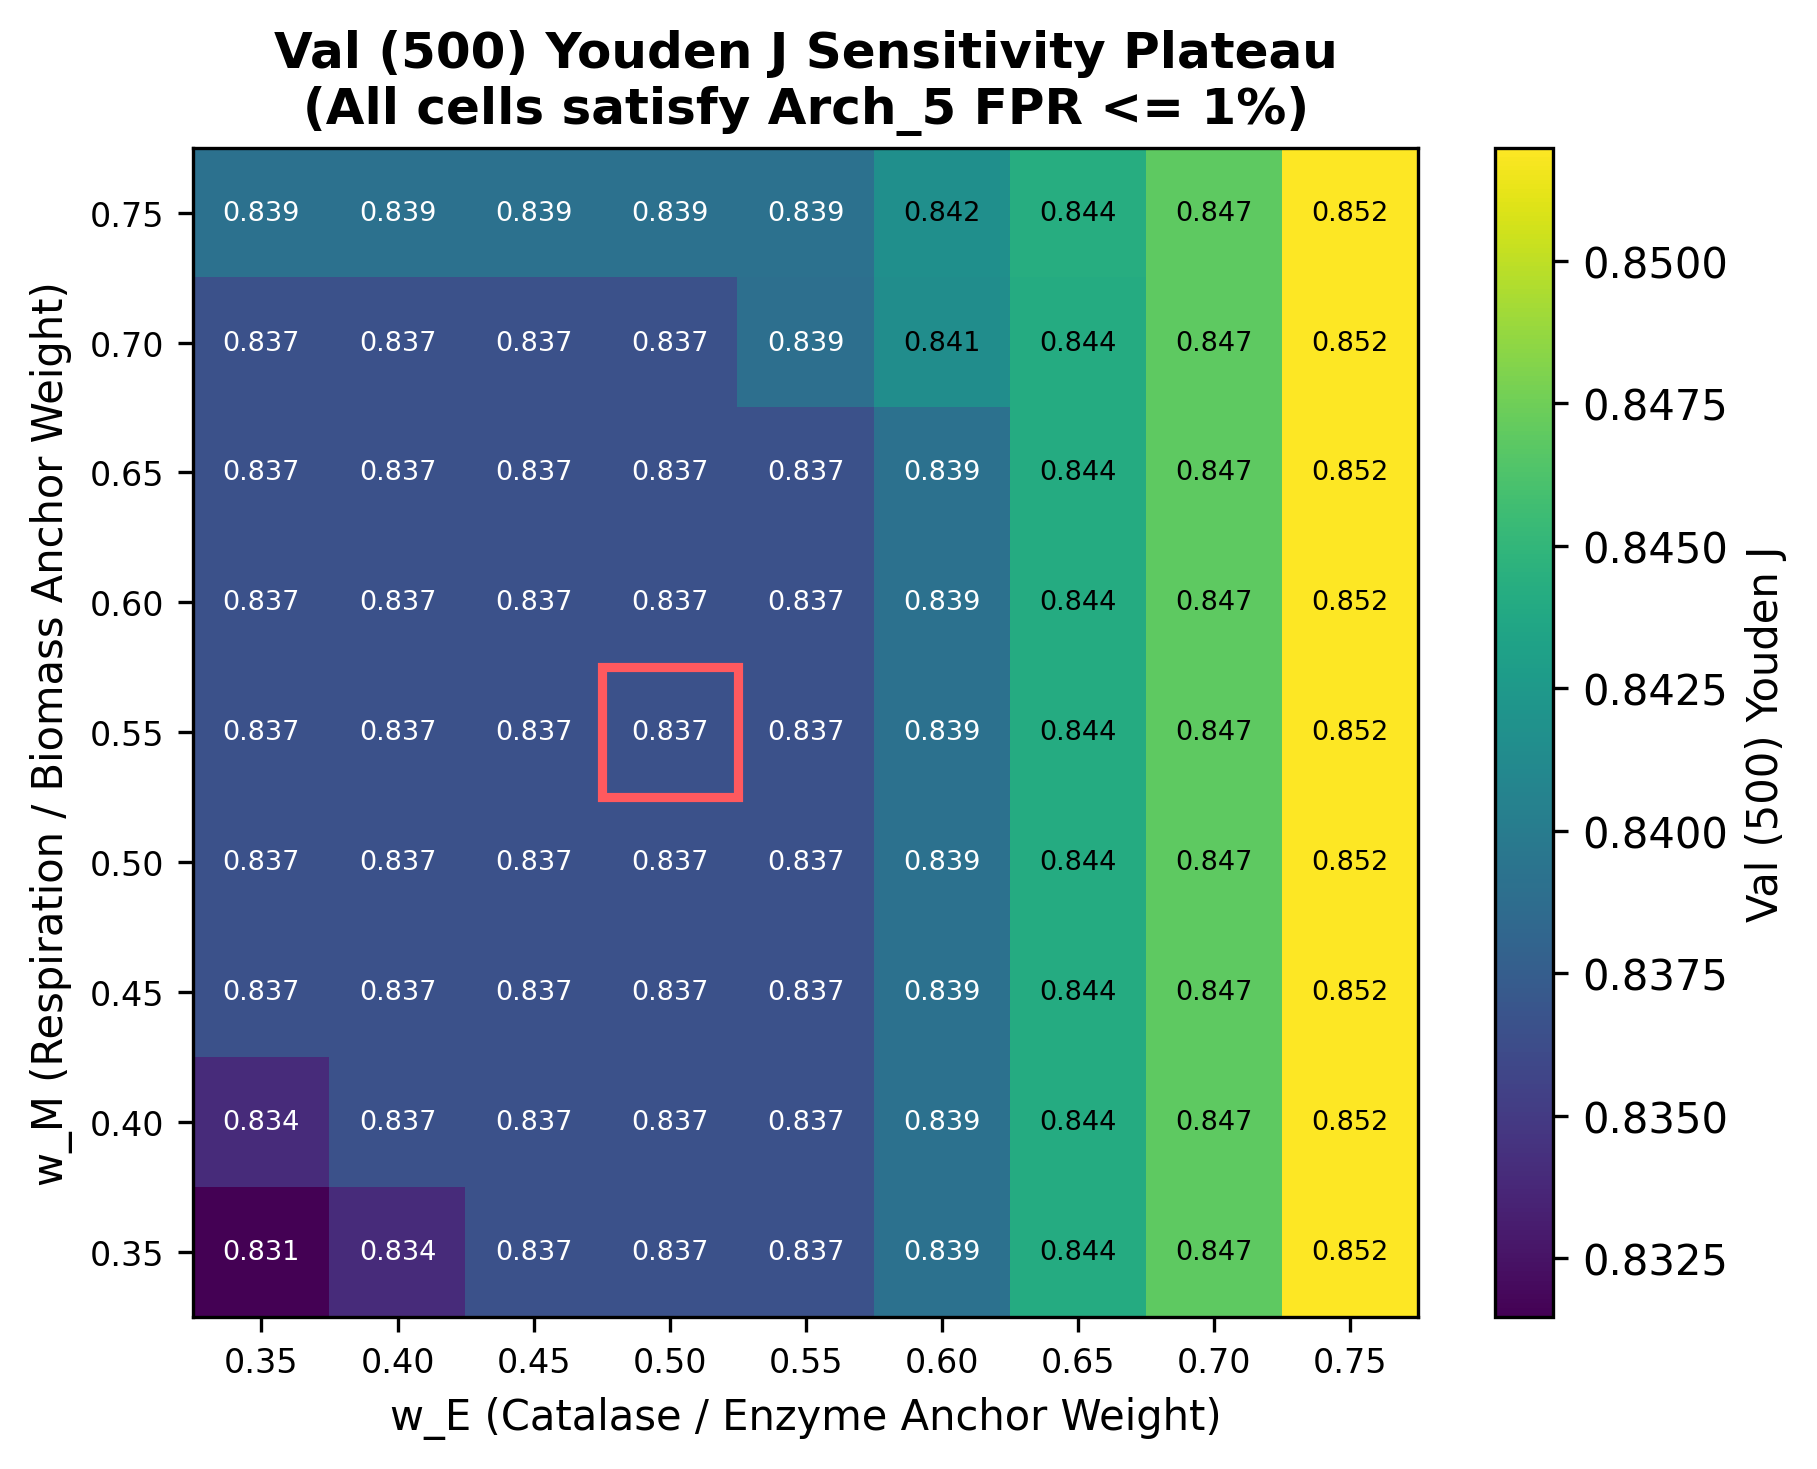 Val (500) Youden J Sensitivity Plateau
(All cells satisfy Arch_5 FPR <= 1%)
w_M (Respiration / Biomass Anchor Weight)
0.75 0.839 0.839 0.839 0.839 0.839 0.842 0.844 0.847 0.852
0.70 0.837 0.837 0.837 0.837 0.839 0.841 0.844 0.847 0.852
0.65 0.837 0.837 0.837 0.837 0.837 0.839 0.844 0.847 0.852
0.60 0.837 0.837 0.837 0.837 0.837 0.839 0.844 0.847 0.852
0.55 0.837 0.837 0.837 0.837 0.837 0.839 0.844 0.847 0.852
0.50 0.837 0.837 0.837 0.837 0.837 0.839 0.844 0.847 0.852
0.45 0.837 0.837 0.837 0.837 0.837 0.839 0.844 0.847 0.852
0.40 0.834 0.837 0.837 0.837 0.837 0.839 0.844 0.847 0.852
0.35 0.831 0.834 0.837 0.837 0.837 0.839 0.844 0.847 0.852
0.35 0.40 0.45 0.50 0.55 0.60 0.65 0.70 0.75
w_E (Catalase / Enzyme Anchor Weight)
0.8500
0.8475
0.8450
0.8425
0.8400
0.8375
0.8350
0.8325
Val (500) Youden J